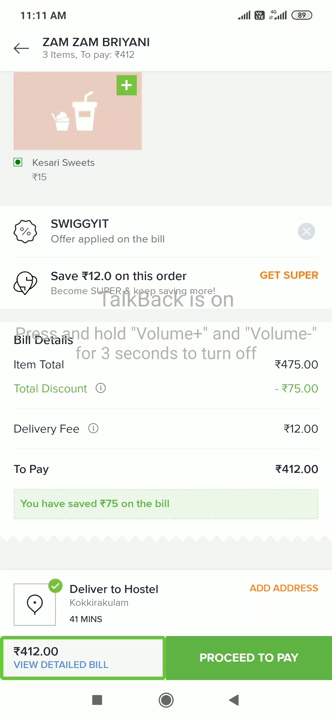 11:11 AM
4G
89
ZAM ZAM BRIYANI
3 Items, To pay: ₹412
Kesari Sweets
₹15
SWIGGYIT
Offer applied on the bill
Save ₹12.0 on this order
GET SUPER
Become SUPER & keep saving more!
TalkBack is on
Press and hold "Volume+" and "Volume-"
for 3 seconds to turn off
Bill Details
Item Total ₹475.00
Total Discount - ₹75.00
Delivery Fee ₹12.00
To Pay ₹412.00
You have saved ₹75 on the bill
Deliver to Hostel
ADD ADDRESS
Kokkirakulam
41 MINS
₹412.00
VIEW DETAILED BILL
PROCEED TO PAY